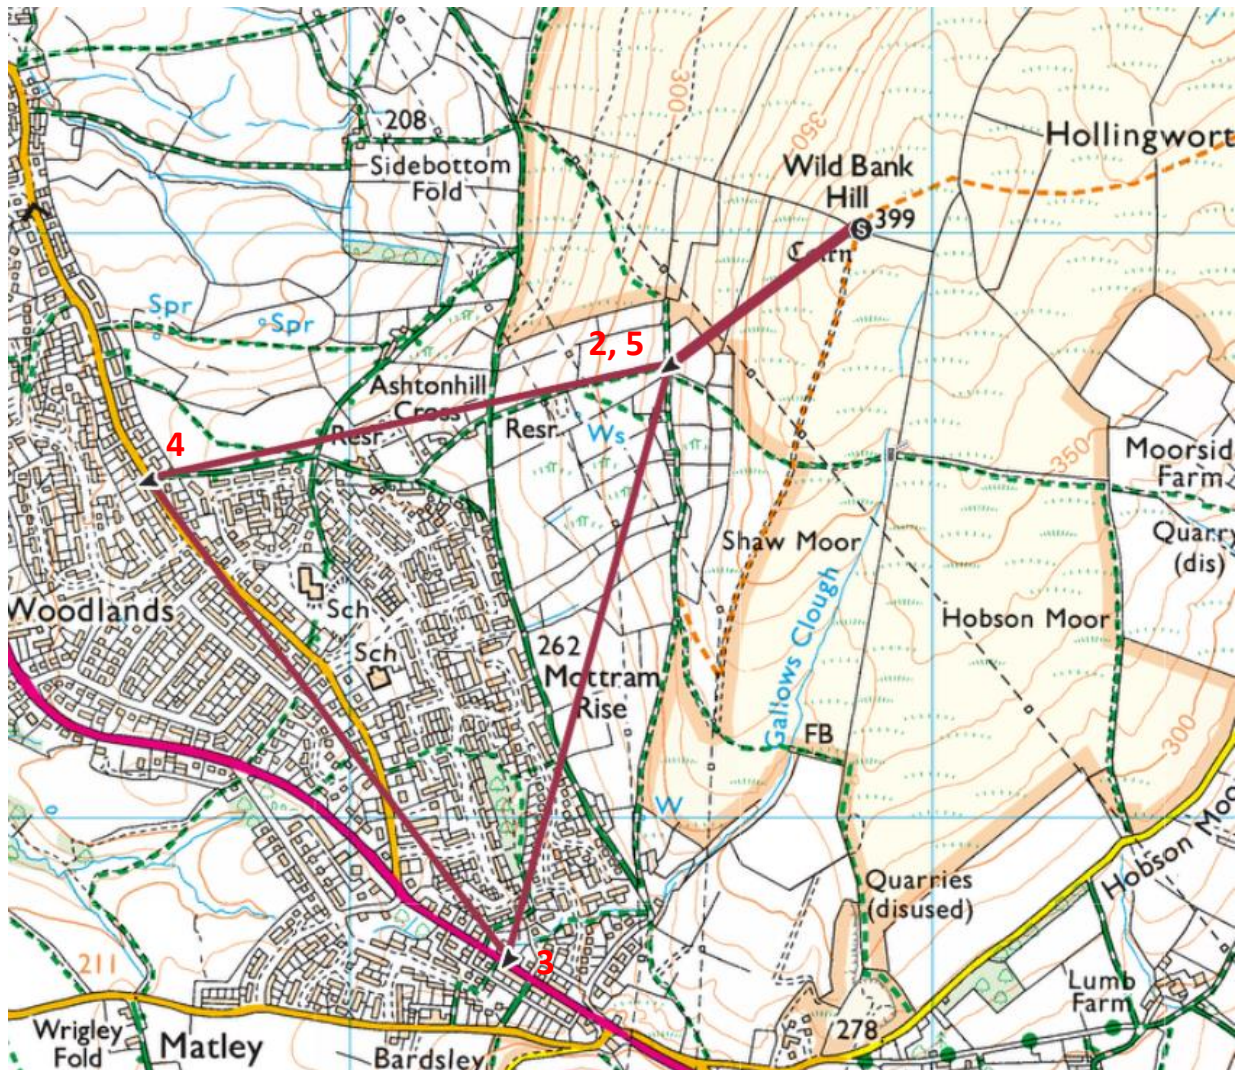 300
350
Hollingwort
208
Sidebottom
Fold
Wild Bank
Hill
S
399
Cairn
Spr
Spr
2, 5
Ashtonhill
Cross
Resr
Resr
Ws
4
350
Moorsid
Farm
Quarry
(dis)
Shaw Moor
Woodlands
Sch
Sch
Hobson Moor
Gallows Clough
262
Mottram
Rise
FB
300
W
Hobson Moo
Quarries
(disused)
3
211
Lumb
Farm
Wrigley
Fold
Matley
Bardsley
278